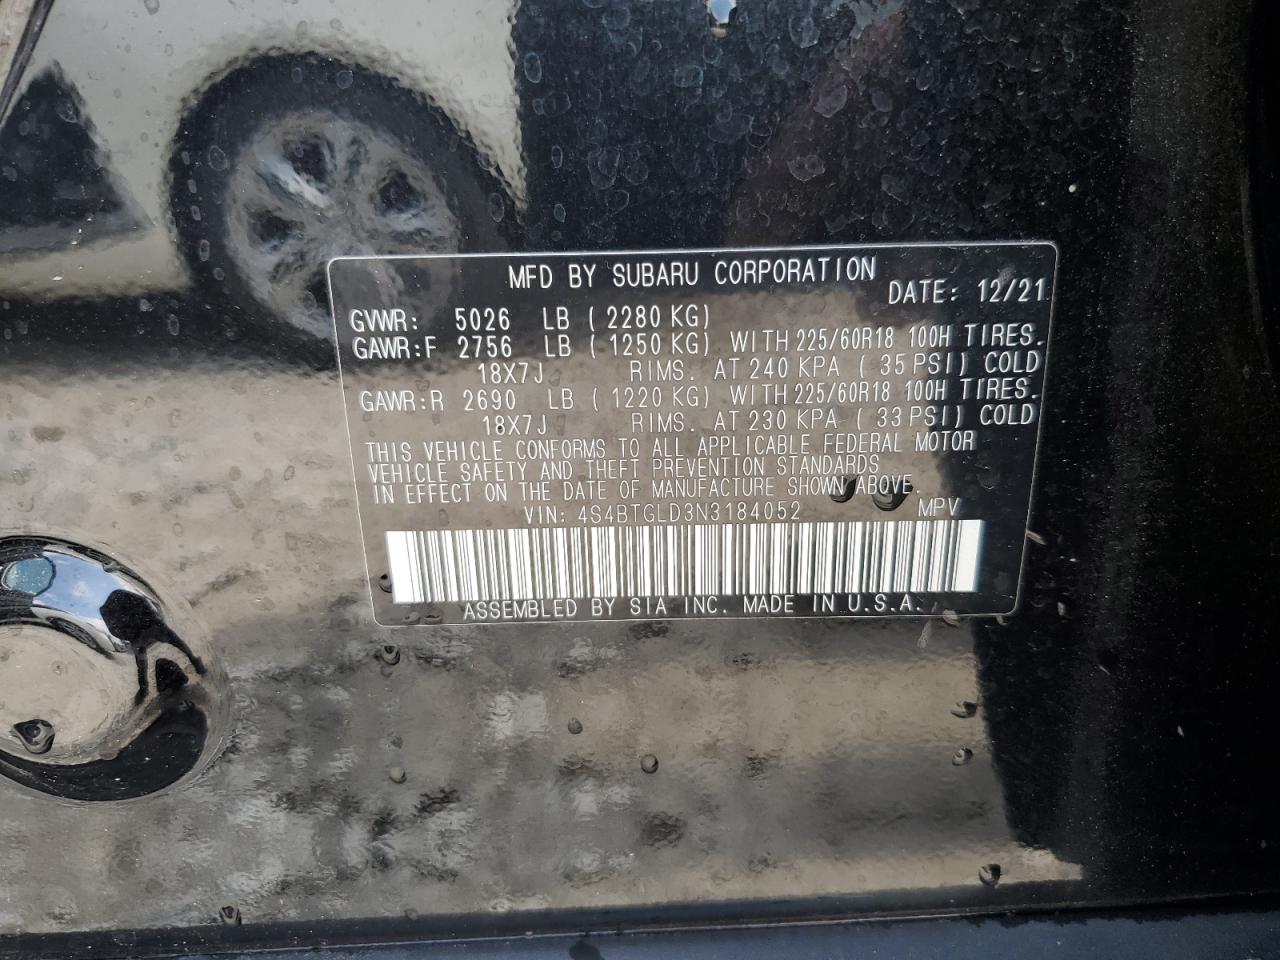 MFD BY SUBARU CORPORATION
DATE: 12/21
GVWR: 5026 LB ( 2280 KG)
GAWR:F 2756 LB ( 1250 KG) WITH 225/60R18 100H TIRES.
18X7J RIMS. AT 240 KPA ( 35 PSI) COLD
GAWR:R 2690 LB ( 1220 KG) WITH 225/60R18 100H TIRES.
18X7J RIMS. AT 230 KPA ( 33 PSI) COLD
THIS VEHICLE CONFORMS TO ALL APPLICABLE FEDERAL MOTOR
VEHICLE SAFETY AND THEFT PREVENTION STANDARDS
IN EFFECT ON THE DATE OF MANUFACTURE SHOWN ABOVE.
VIN: 4S4BTGLD3N3184052 MPV
ASSEMBLED BY SIA INC. MADE IN U.S.A.